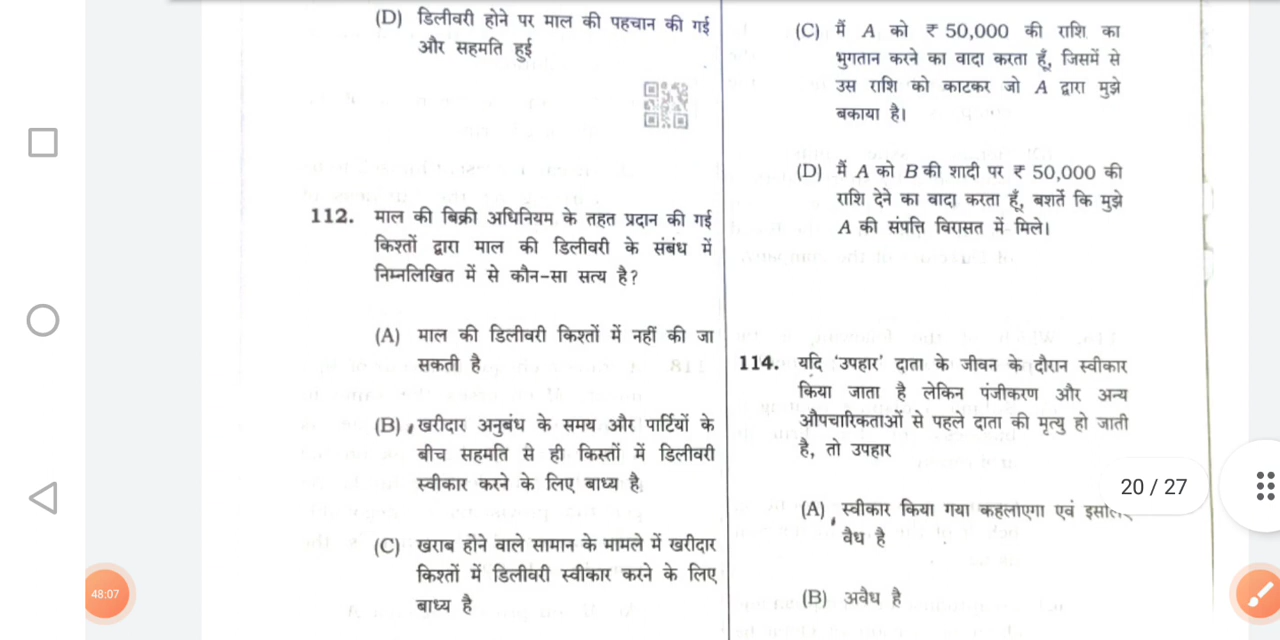 (D) डिलीवरी होने पर माल की पहचान की गई
और सहमति हुई
112. माल की बिक्री अधिनियम के तहत प्रदान की गई
किश्तों द्वारा माल की डिलीवरी के संबंध में
निम्नलिखित में से कौन-सा सत्य है?
(A) माल की डिलीवरी किश्तों में नहीं की जा
सकती है
(B) खरीदार अनुबंध के समय और पार्टियों के
बीच सहमति से ही किस्तों में डिलीवरी
स्वीकार करने के लिए बाध्य है
(C) खराब होने वाले सामान के मामले में खरीदार
किश्तों में डिलीवरी स्वीकार करने के लिए
बाध्य है
(C) मैं A को ₹ 50,000 की राशि का
भुगतान करने का वादा करता हूँ, जिसमें से
उस राशि को काटकर जो A द्वारा मुझे
बकाया है।
(D) मैं A को B की शादी पर ₹ 50,000 की
राशि देने का वादा करता हूँ, बशर्ते कि मुझे
A की संपत्ति विरासत में मिले।
114. यदि 'उपहार' दाता के जीवन के दौरान स्वीकार
किया जाता है लेकिन पंजीकरण और अन्य
औपचारिकताओं से पहले दाता की मृत्यु हो जाती
है, तो उपहार
(A) स्वीकार किया गया कहलाएगा एवं
वैध है
(B) अवैध है
20 / 27
48:07